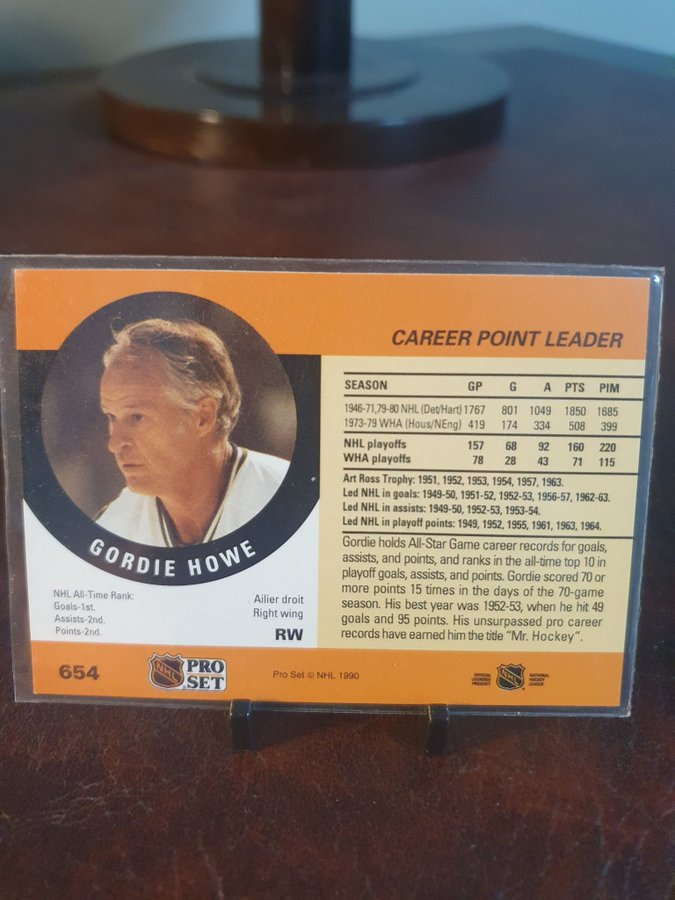 CAREER POINT LEADER
GORDIE HOWE
NHL All-Time Rank:
Goals-1st.
Assists-2nd.
Points-2nd.
Ailier droit
Right wing
RW
SEASON GP G A PTS PIM
1946-71,79-80 NHL (Det/Hart) 1767 801 1049 1850 1685
1973-79 WHA (Hous/NEng) 419 174 334 508 399
NHL playoffs 157 68 92 160 220
WHA playoffs 78 28 43 71 115
Art Ross Trophy: 1951, 1952, 1953, 1954, 1957, 1963.
Led NHL in goals: 1949-50, 1951-52, 1952-53, 1956-57, 1962-63.
Led NHL in assists: 1949-50, 1952-53, 1953-54.
Led NHL in playoff points: 1949, 1952, 1955, 1961, 1963, 1964.
Gordie holds All-Star Game career records for goals,
assists, and points, and ranks in the all-time top 10 in
playoff goals, assists, and points. Gordie scored 70 or
more points 15 times in the days of the 70-game
season. His best year was 1952-53, when he hit 49
goals and 95 points. His unsurpassed pro career
records have earned him the title "Mr. Hockey".
654
NHL
PRO
SET
Pro Set © NHL 1990
OFFICIAL
LICENSED
PRODUCT
NHL
NATIONAL
HOCKEY
LEAGUE